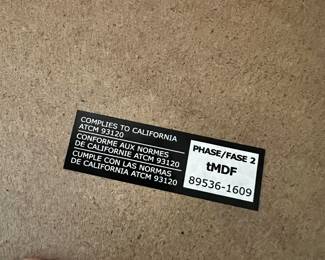 COMPLIES TO CALIFORNIA
ATCM 93120
CONFORME AUX NORMES
DE CALIFORNIE ATCM 93120
CUMPLE CON LAS NORMAS
DE CALIFORNIA ATCM 93120
PHASE/FASE 2
tMDF
89536-1609